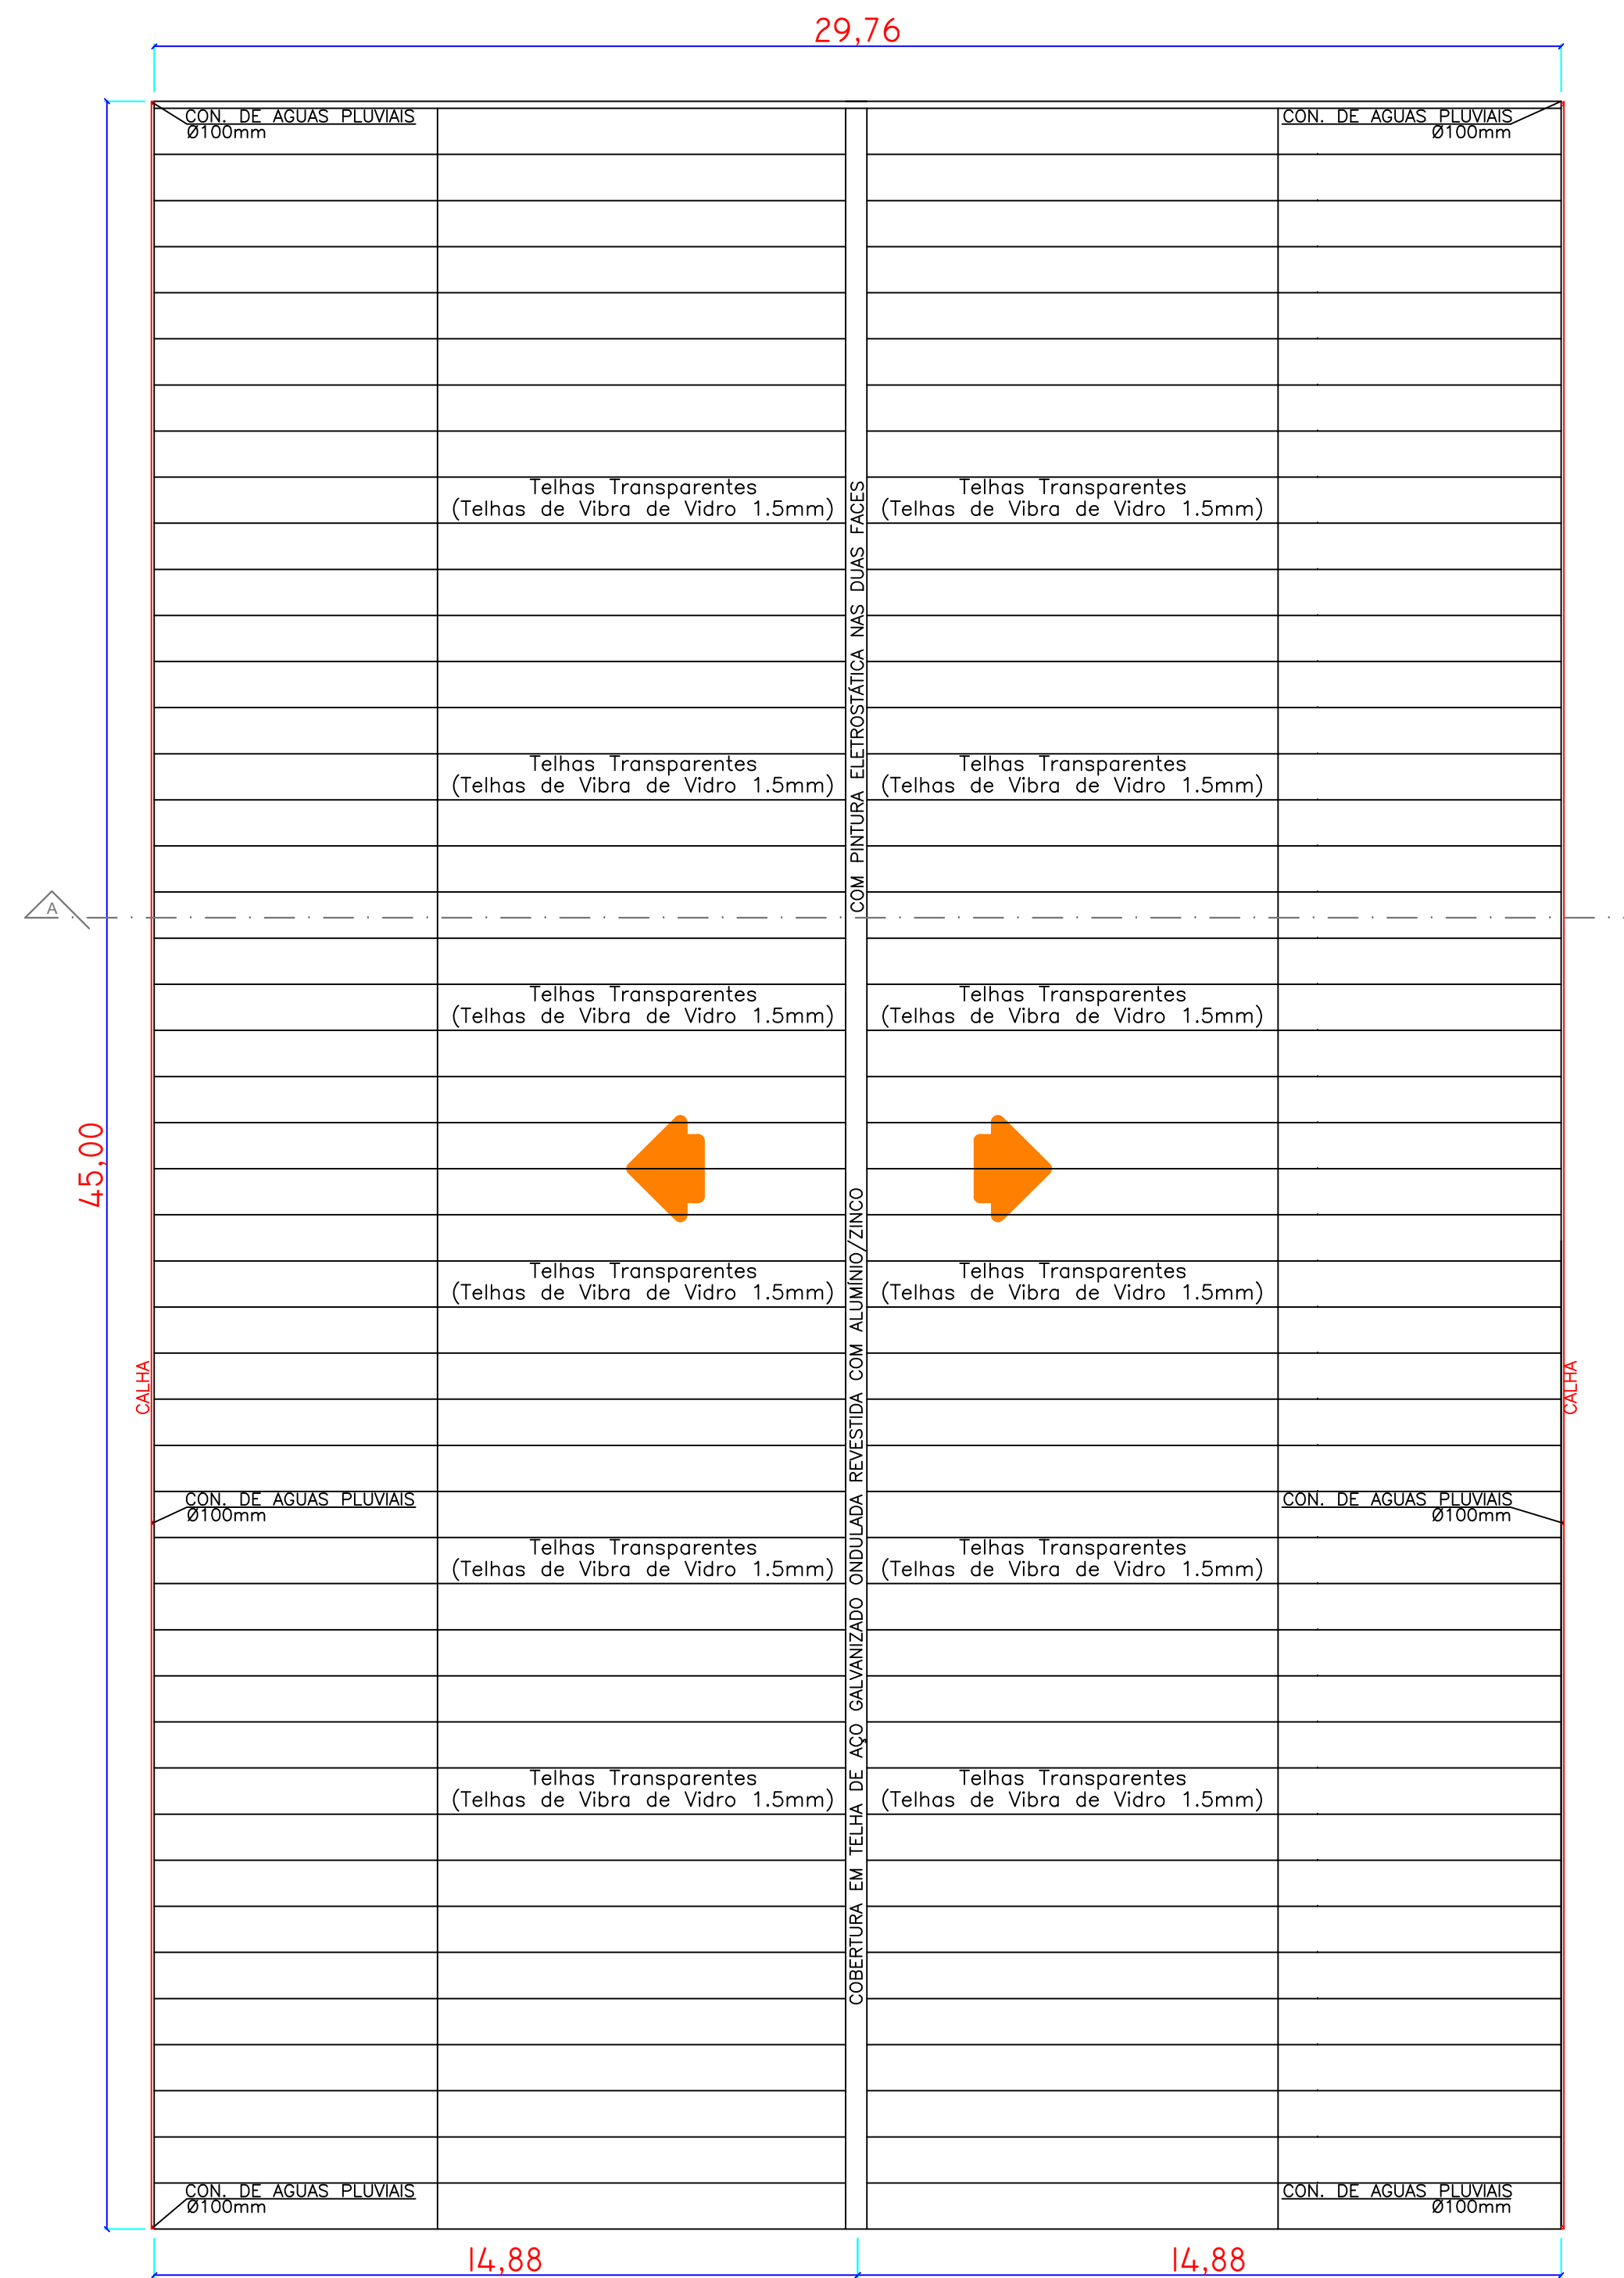 29,76
CON. DE AGUAS PLUVIAIS
Ø100mm
CON. DE AGUAS PLUVIAIS
Ø100mm
Telhas Transparentes
(Telhas de Vibra de Vidro 1.5mm)
Telhas Transparentes
(Telhas de Vibra de Vidro 1.5mm)
COM PINTURA ELETROSTÁTICA NAS DUAS FACES
Telhas Transparentes
(Telhas de Vibra de Vidro 1.5mm)
Telhas Transparentes
(Telhas de Vibra de Vidro 1.5mm)
A
Telhas Transparentes
(Telhas de Vibra de Vidro 1.5mm)
Telhas Transparentes
(Telhas de Vibra de Vidro 1.5mm)
45,00
COBERTURA EM TELHA DE AÇO GALVANIZADO ONDULADA REVESTIDA COM ALUMÍNIO/ZINCO
Telhas Transparentes
(Telhas de Vibra de Vidro 1.5mm)
Telhas Transparentes
(Telhas de Vibra de Vidro 1.5mm)
CALHA
CALHA
CON. DE AGUAS PLUVIAIS
Ø100mm
CON. DE AGUAS PLUVIAIS
Ø100mm
Telhas Transparentes
(Telhas de Vibra de Vidro 1.5mm)
Telhas Transparentes
(Telhas de Vibra de Vidro 1.5mm)
Telhas Transparentes
(Telhas de Vibra de Vidro 1.5mm)
Telhas Transparentes
(Telhas de Vibra de Vidro 1.5mm)
CON. DE AGUAS PLUVIAIS
Ø100mm
CON. DE AGUAS PLUVIAIS
Ø100mm
14,88
14,88